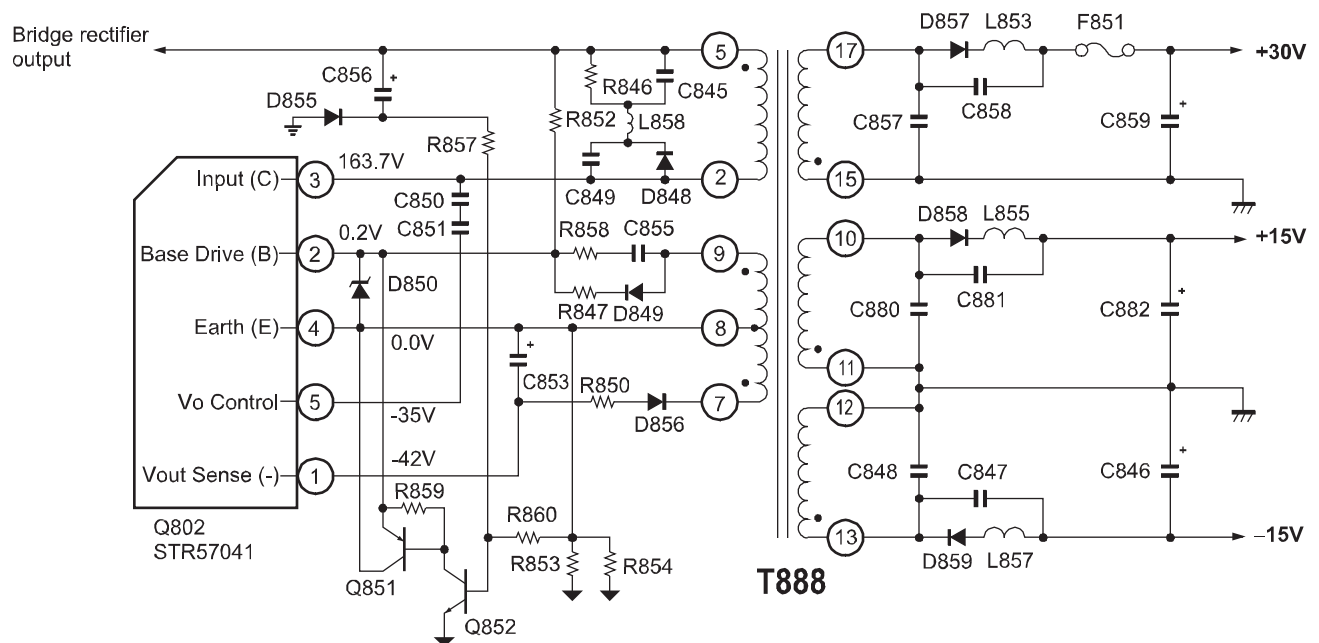 Bridge rectifier
output
C856
+
D855
R857
R846
C845
R852
L858
C849
D848
5
2
163.7V
Input (C)
3
C850
C851
0.2V
Base Drive (B)
2
D850
R858
C855
R847
D849
9
Earth (E)
4
0.0V
8
+
C853
R850
D856
7
Vo Control
5
-35V
Vout Sense (-)
1
-42V
Q802
STR57041
R859
R860
R853
R854
Q851
Q852
T888
17
D857
L853
F851
+30V
C858
C857
C859
+
15
10
D858
L855
+15V
C881
C880
C882
+
11
12
C848
C847
C846
+
13
D859
L857
–15V